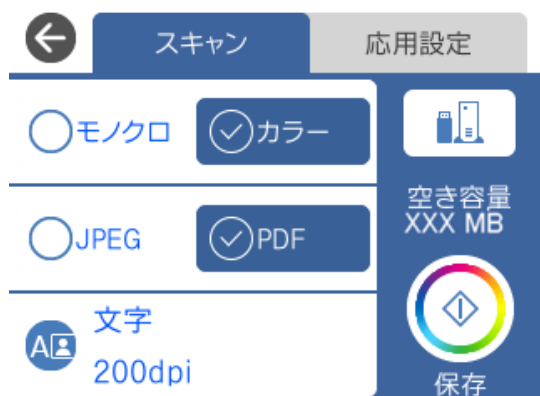 スキャン
応用設定
モノクロ
カラー
JPEG
PDF
文字
200dpi
A
空き容量
XXX MB
保存